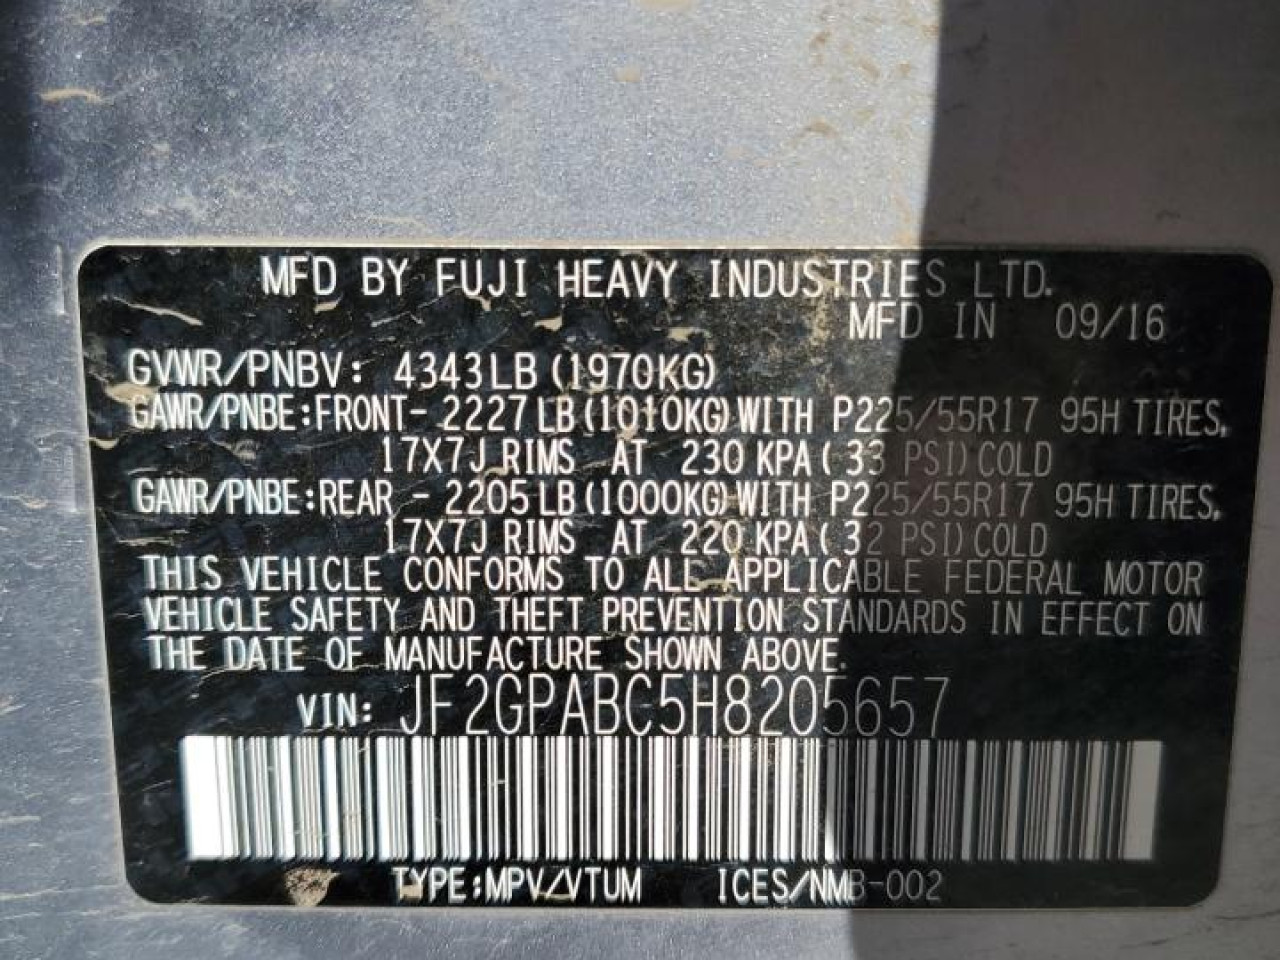 MFD BY FUJI HEAVY INDUSTRIES LTD.
MFD IN 09/16
GVWR/PNBV: 4343LB (1970KG)
GAWR/PNBE:FRONT- 2227LB(1010KG)WITH P225/55R17 95H TIRES,
17X7J RIMS AT 230 KPA(33 PSI)COLD
GAWR/PNBE:REAR - 2205LB(1000KG)WITH P225/55R17 95H TIRES,
17X7J RIMS AT 220 KPA(32 PSI)COLD
THIS VEHICLE CONFORMS TO ALL APPLICABLE FEDERAL MOTOR
VEHICLE SAFETY AND THEFT PREVENTION STANDARDS IN EFFECT ON
THE DATE OF MANUFACTURE SHOWN ABOVE.
VIN: JF2GPABC5H8205657
TYPE:MPV/VTUM ICES/NMB-002